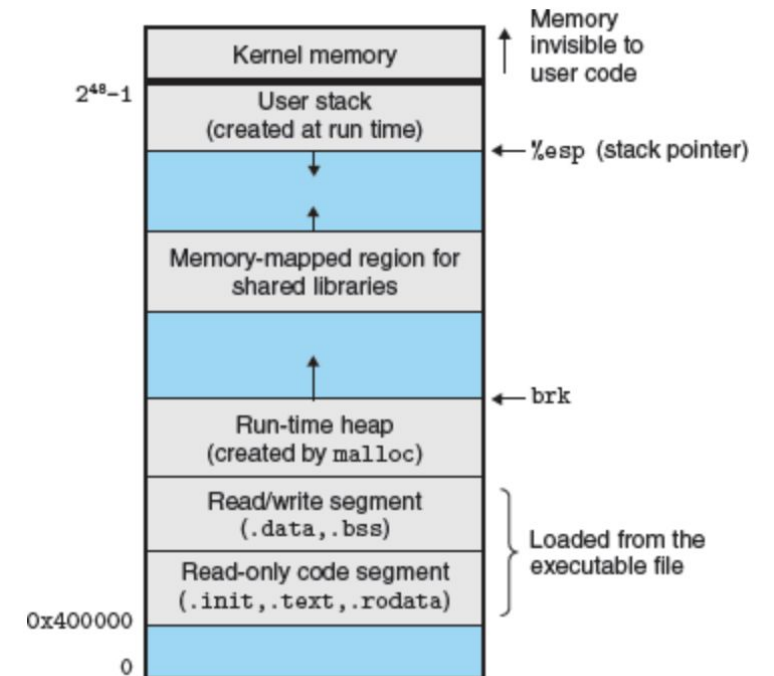 Kernel memory
Memory
invisible to
user code
2⁴⁸−1
User stack
(created at run time)
%esp (stack pointer)
Memory-mapped region for
shared libraries
brk
Run-time heap
(created by malloc)
Read/write segment
(.data,.bss)
Loaded from the
executable file
Read-only code segment
(.init,.text,.rodata)
0x400000
0